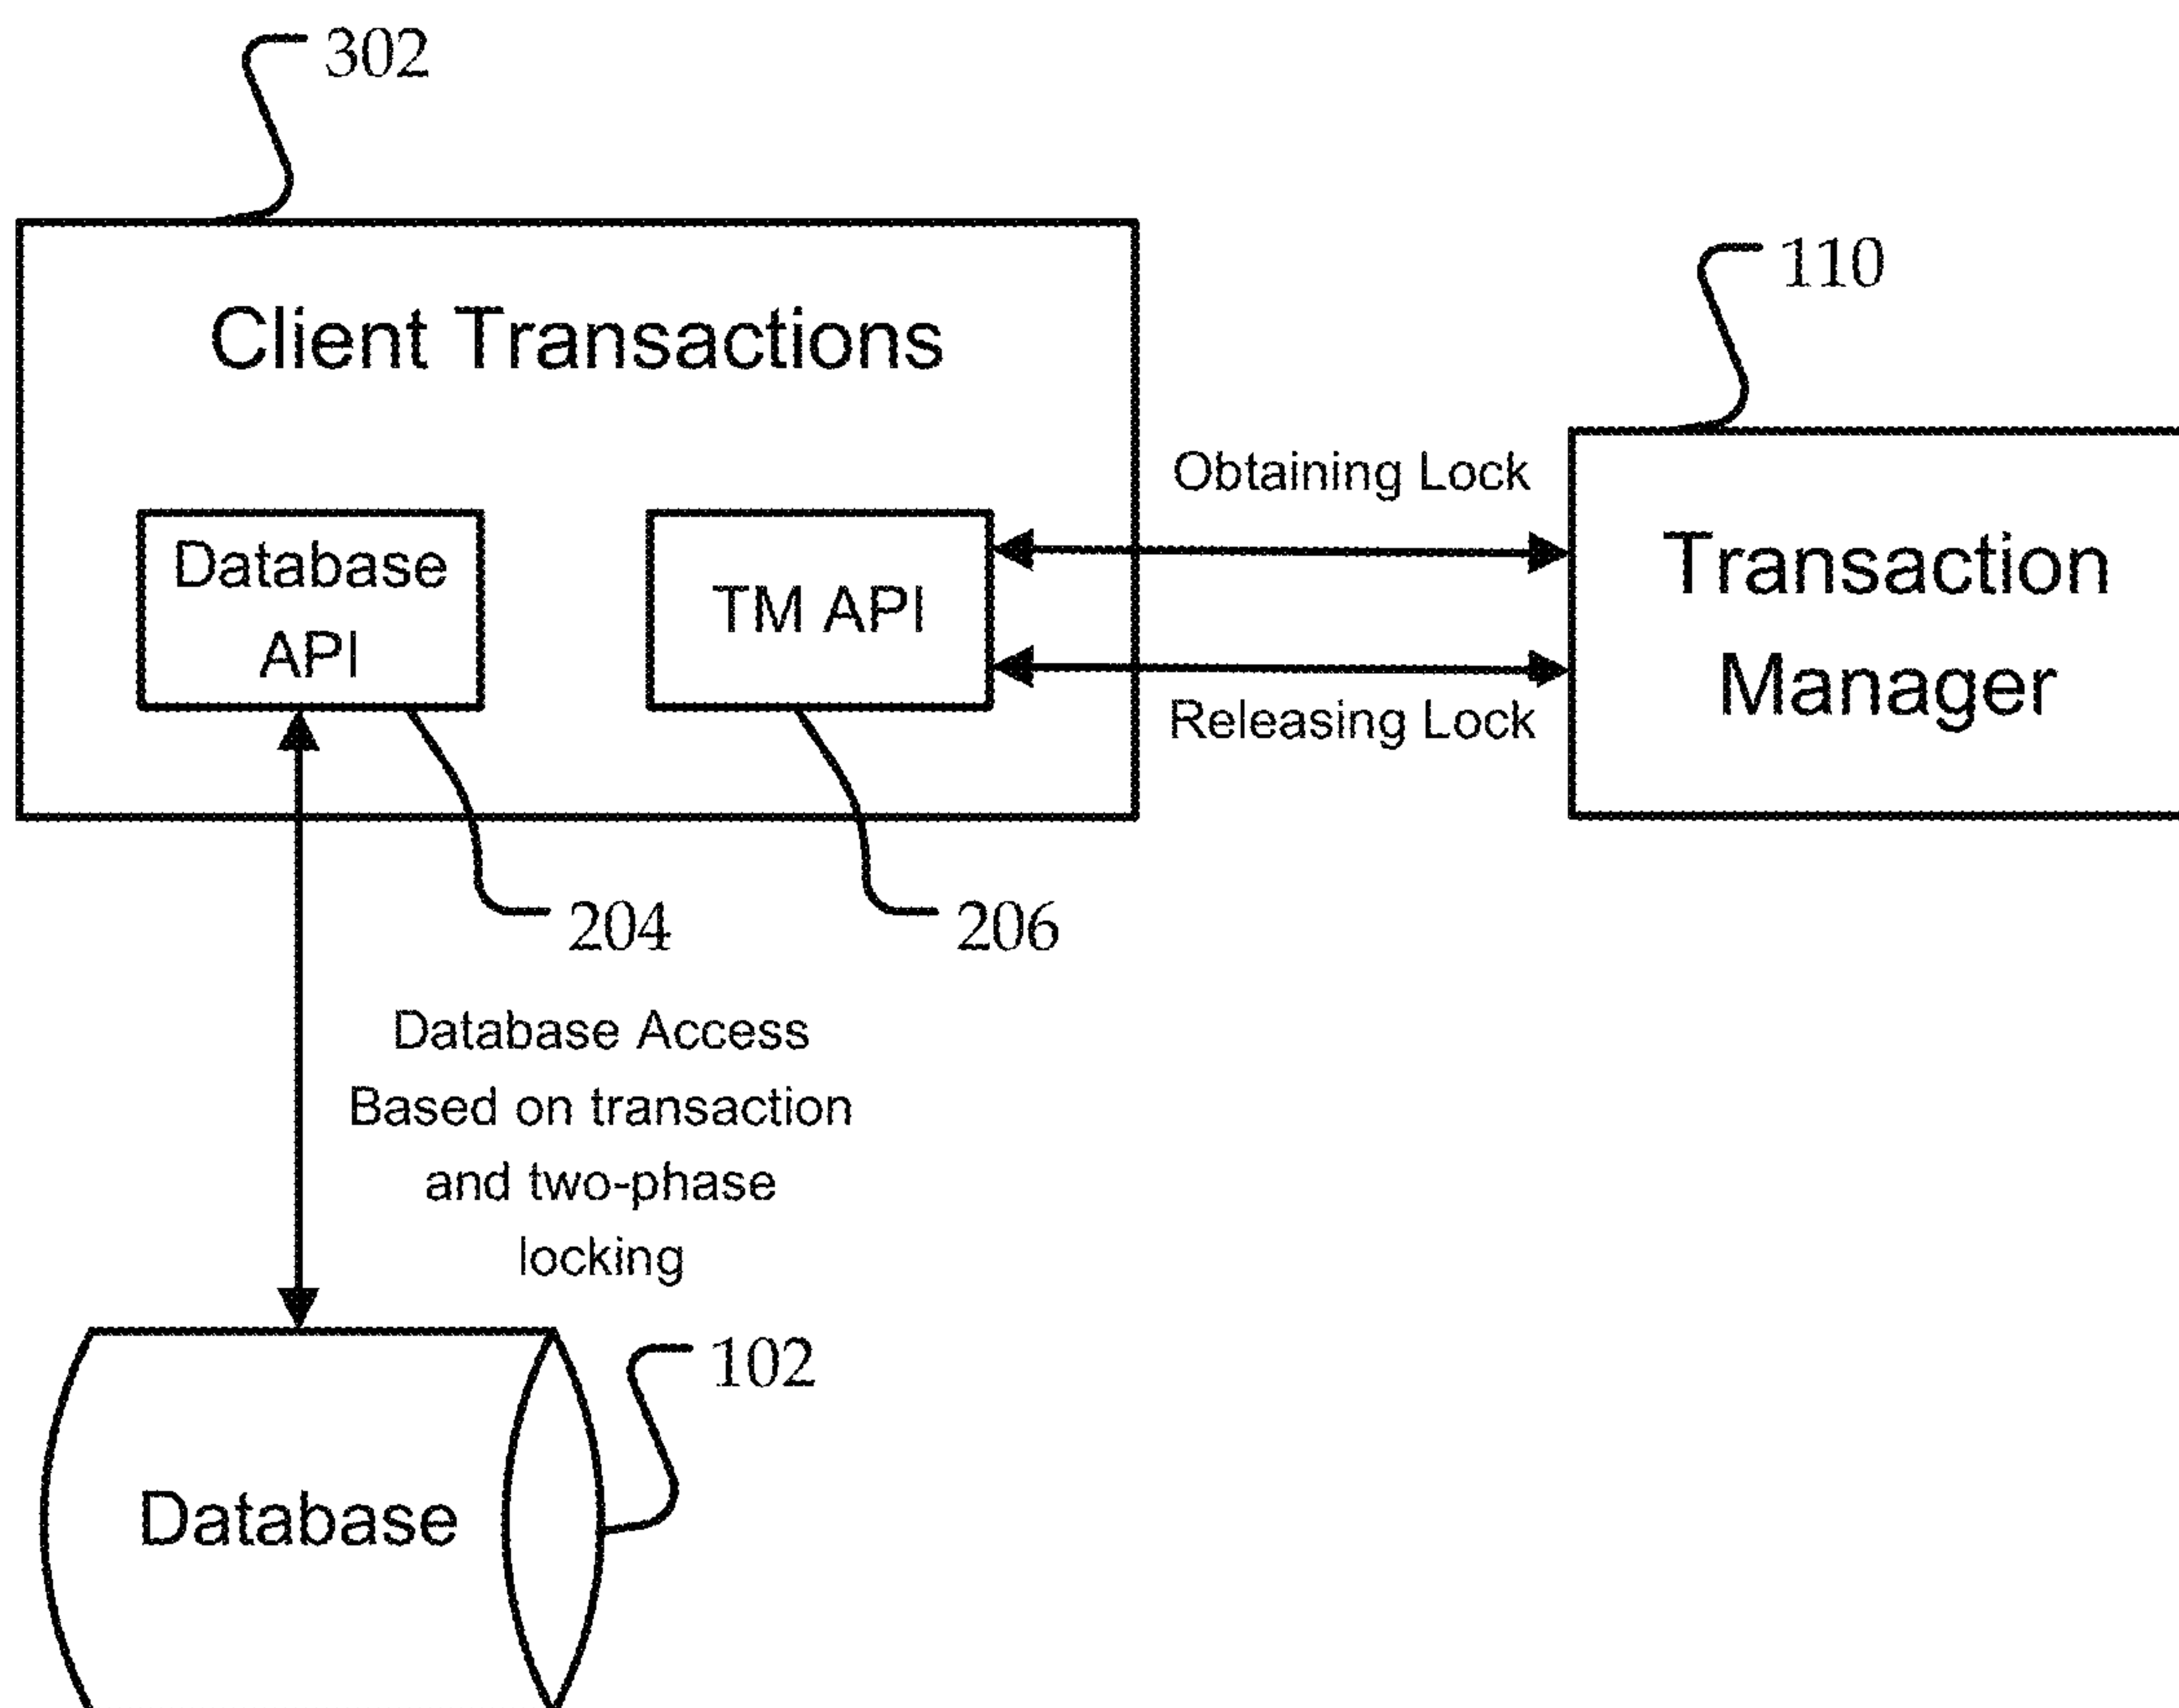 302
110
Client Transactions
Obtaining Lock
Database
API
TM API
Transaction
Manager
Releasing Lock
204
206
Database Access
Based on transaction
and two-phase
locking
102
Database